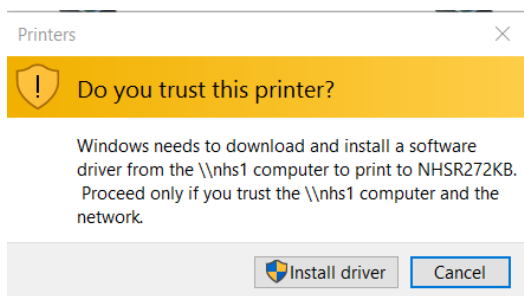 Printers
Do you trust this printer?
Windows needs to download and install a software
driver from the \\nhs1 computer to print to NHSR272KB.
Proceed only if you trust the \\nhs1 computer and the
network.
Install driver
Cancel